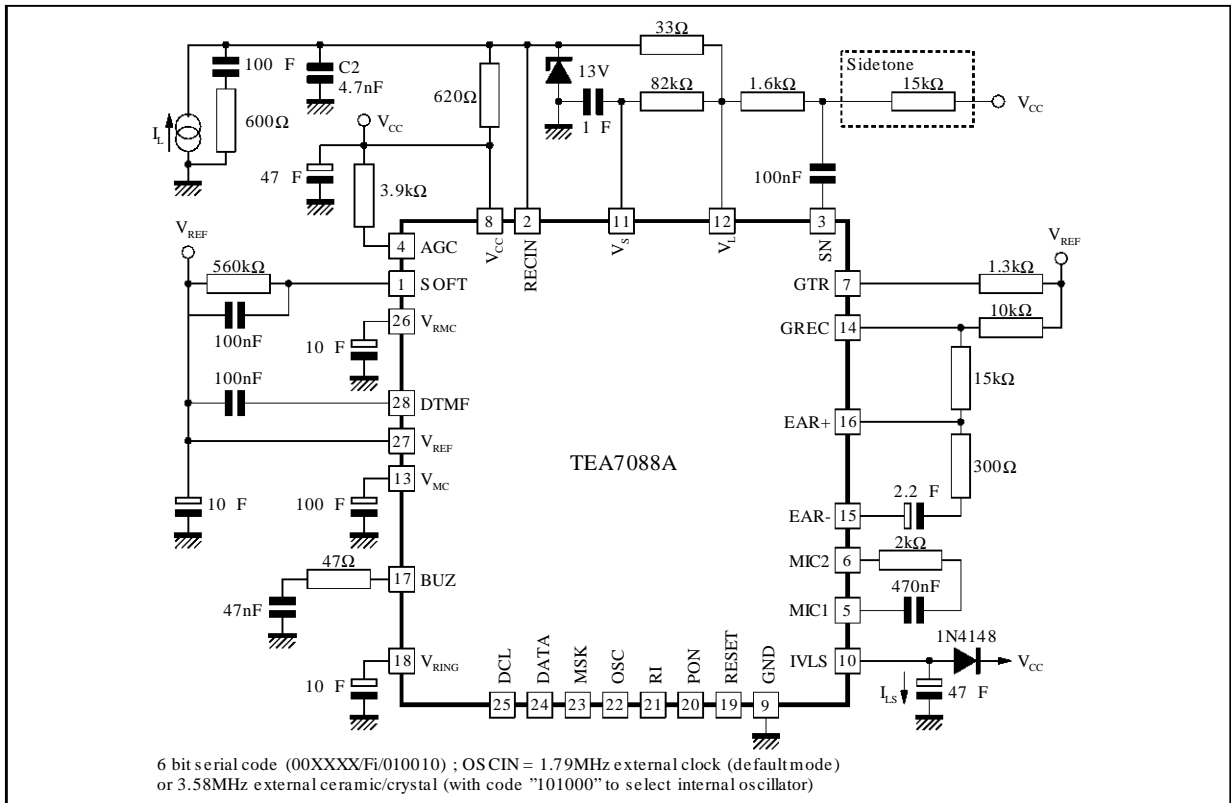 33Ω
100 F
C2
4.7nF
13V
Sidetone
620Ω
82kΩ
1.6kΩ
15kΩ
V_CC
600Ω
I_L
1 F
V_CC
47 F
3.9kΩ
100nF
8
2
11
12
3
V_REF
4
AGC
V_CC
RECIN
V_S
V_L
SN
V_REF
560kΩ
1
SOFT
GTR
7
1.3kΩ
100nF
26
V_RMC
GREC
14
10kΩ
10 F
100nF
15kΩ
28
DTMF
EAR+
16
27
V_REF
TEA7088A
300Ω
13
V_MC
10 F
100 F
2.2 F
EAR-
15
47Ω
17
BUZ
MIC2
6
2kΩ
47nF
470nF
MIC1
5
1N4148
18
V_RING
IVLS
10
V_CC
10 F
DCL
DATA
MSK
OSC
RI
PON
RESET
GND
I_LS
47 F
25
24
23
22
21
20
19
9
6 bit serial code (00XXXX/Fi/010010) ; OSCIN = 1.79MHz external clock (default mode)
or 3.58MHz external ceramic/crystal (with code "101000" to select internal oscillator)